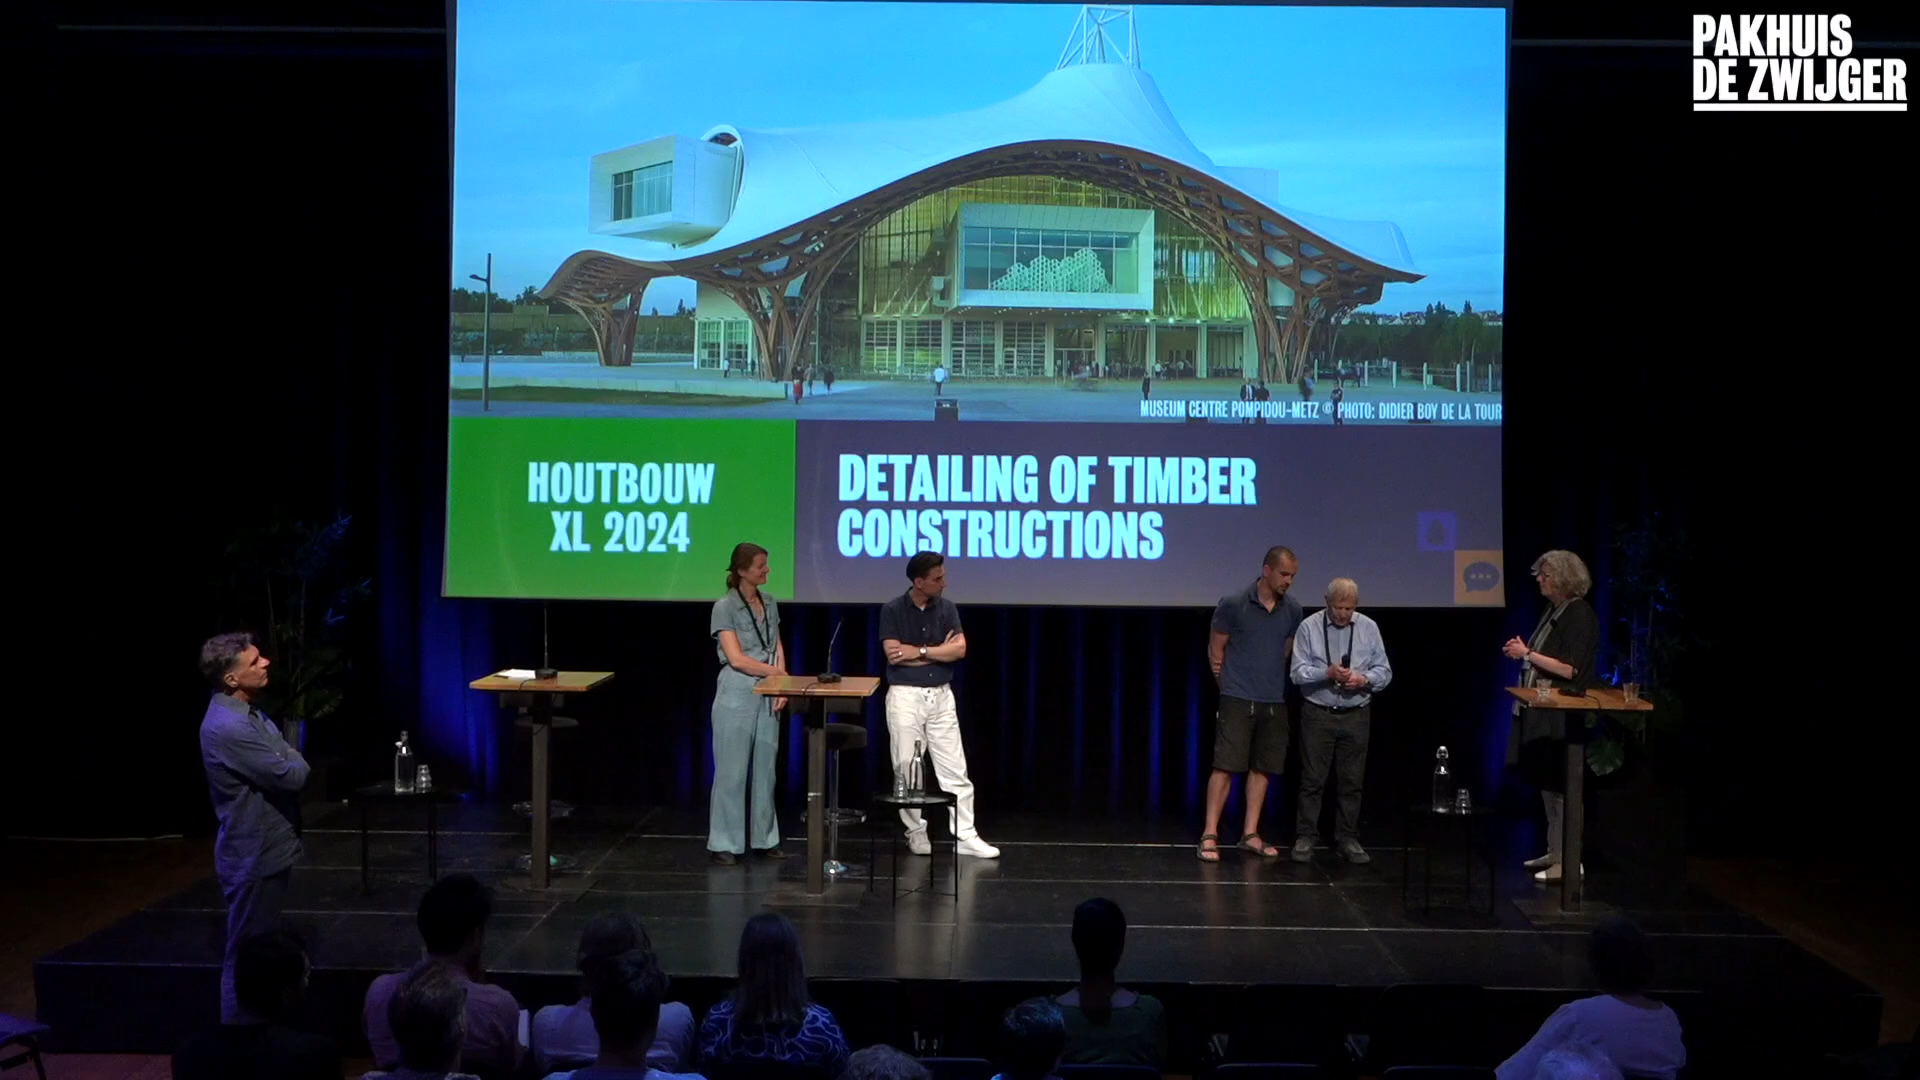 PAKHUIS
DE ZWIJGER
MUSEUM CENTRE POMPIDOU-METZ © PHOTO: DIDIER BOY DE LA TOUR
HOUTBOUW
XL 2024
DETAILING OF TIMBER
CONSTRUCTIONS